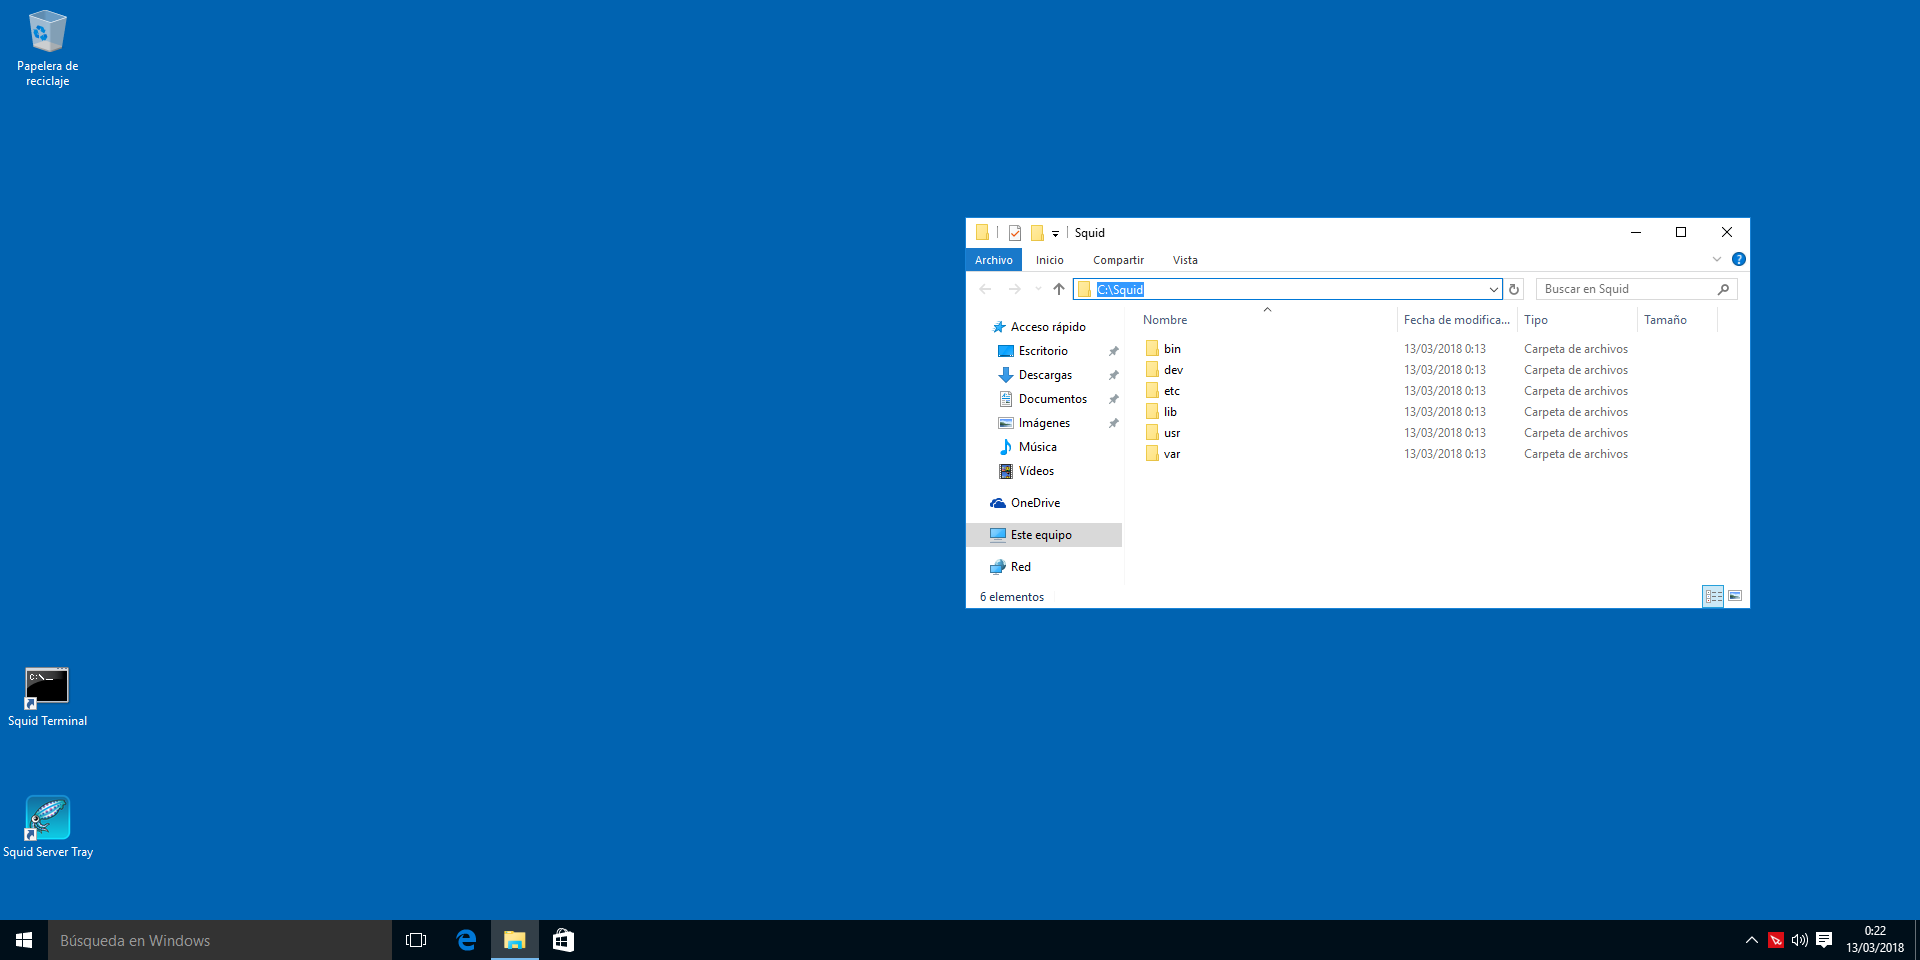 Papelera de
reciclaje
Squid Terminal
Squid Server Tray
Squid
Archivo
Inicio
Compartir
Vista
C:\Squid
Buscar en Squid
Acceso rápido
Escritorio
Descargas
Documentos
Imágenes
Música
Vídeos
OneDrive
Este equipo
Red
Nombre
Fecha de modifica...
Tipo
Tamaño
bin 13/03/2018 0:13 Carpeta de archivos
dev 13/03/2018 0:13 Carpeta de archivos
etc 13/03/2018 0:13 Carpeta de archivos
lib 13/03/2018 0:13 Carpeta de archivos
usr 13/03/2018 0:13 Carpeta de archivos
var 13/03/2018 0:13 Carpeta de archivos
6 elementos
Búsqueda en Windows
0:22
13/03/2018